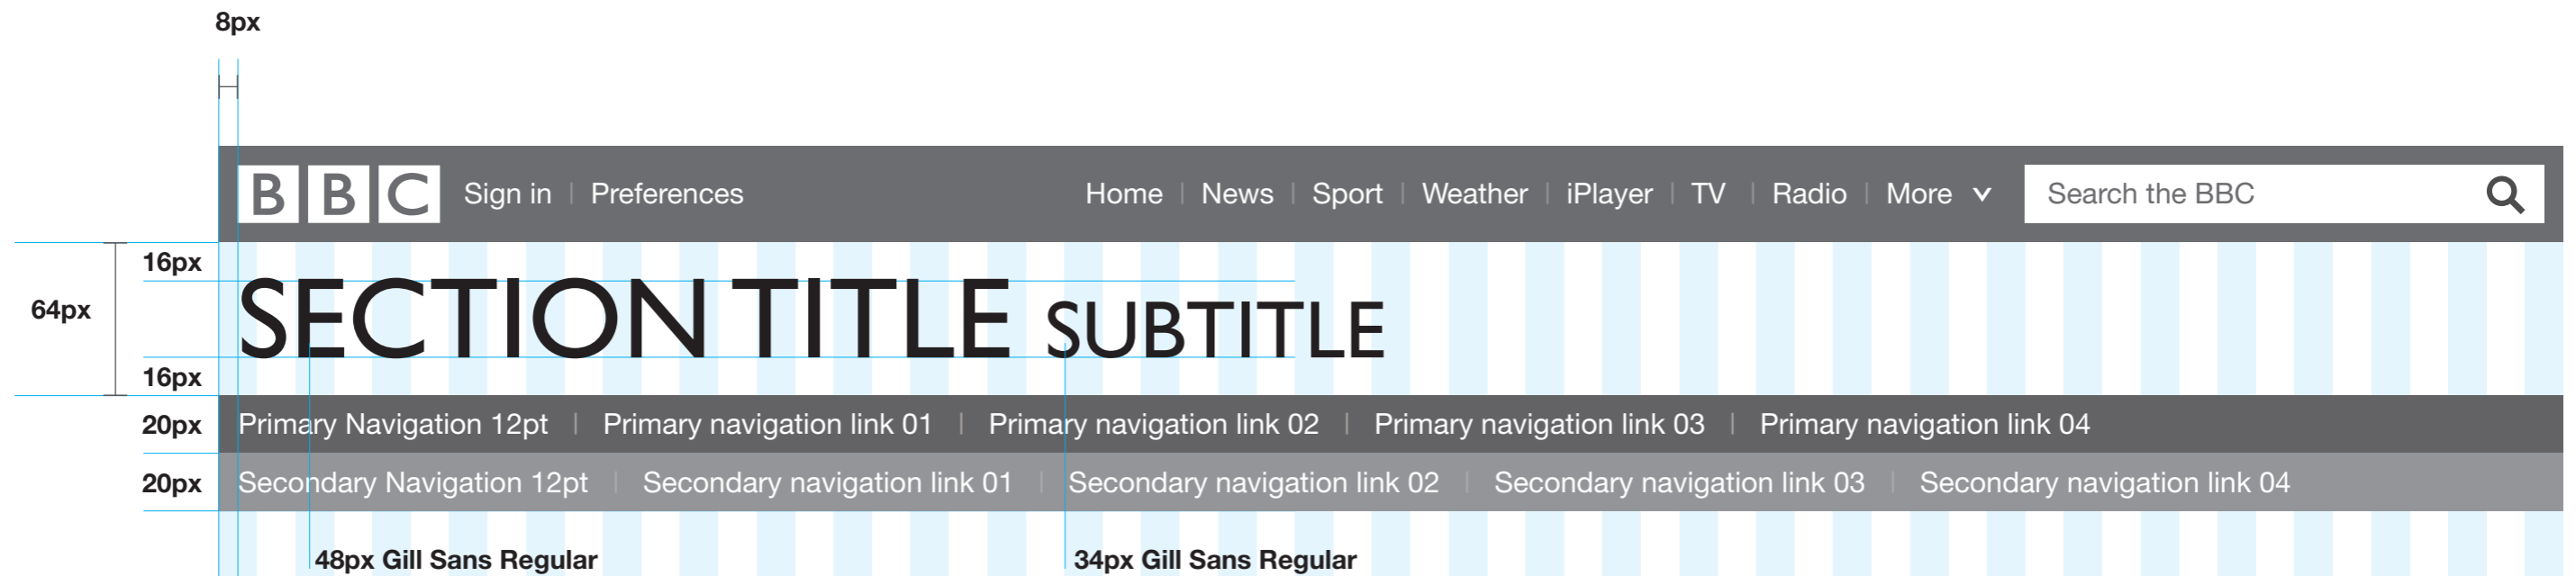 8px
BBC Sign in | Preferences Home | News | Sport | Weather | iPlayer | TV | Radio | More Search the BBC
16px
SECTION TITLE SUBTITLE
64px
16px
20px Primary Navigation 12pt | Primary navigation link 01 | Primary navigation link 02 | Primary navigation link 03 | Primary navigation link 04
20px Secondary Navigation 12pt | Secondary navigation link 01 | Secondary navigation link 02 | Secondary navigation link 03 | Secondary navigation link 04
48px Gill Sans Regular 34px Gill Sans Regular